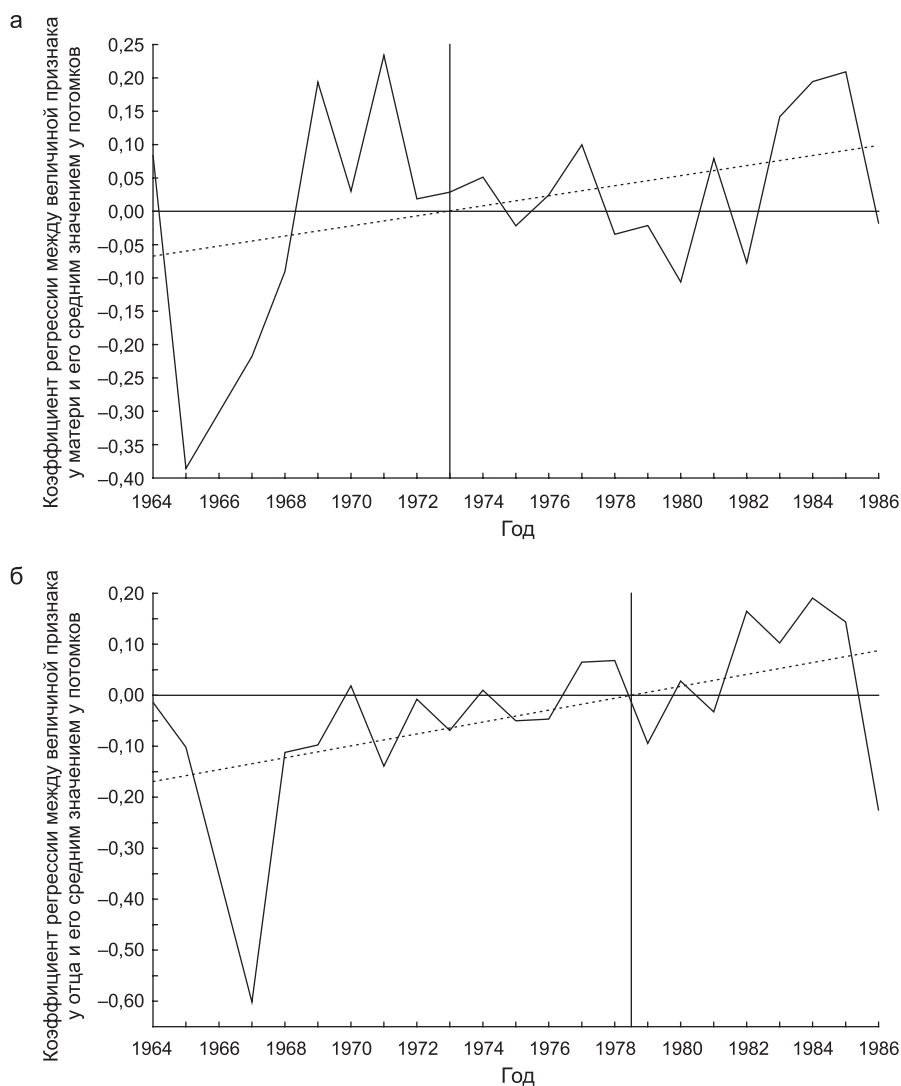 а
Коэффициент регрессии между величиной признака
у матери и его средним значением у потомков
0,25
0,20
0,15
0,10
0,05
0,00
–0,05
–0,10
–0,15
–0,20
–0,25
–0,30
–0,35
–0,40
1964 1966 1968 1970 1972 1974 1976 1978 1980 1982 1984 1986
Год
б
Коэффициент регрессии между величиной признака
у отца и его средним значением у потомков
0,20
0,10
0,00
–0,10
–0,20
–0,30
–0,40
–0,50
–0,60
1964 1966 1968 1970 1972 1974 1976 1978 1980 1982 1984 1986
Год